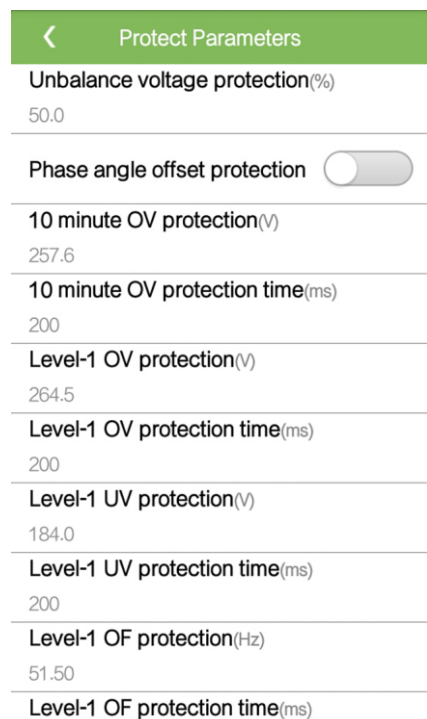 Protect Parameters
Unbalance voltage protection(%)
50.0
Phase angle offset protection
10 minute OV protection(V)
257.6
10 minute OV protection time(ms)
200
Level-1 OV protection(V)
264.5
Level-1 OV protection time(ms)
200
Level-1 UV protection(V)
184.0
Level-1 UV protection time(ms)
200
Level-1 OF protection(Hz)
51.50
Level-1 OF protection time(ms)